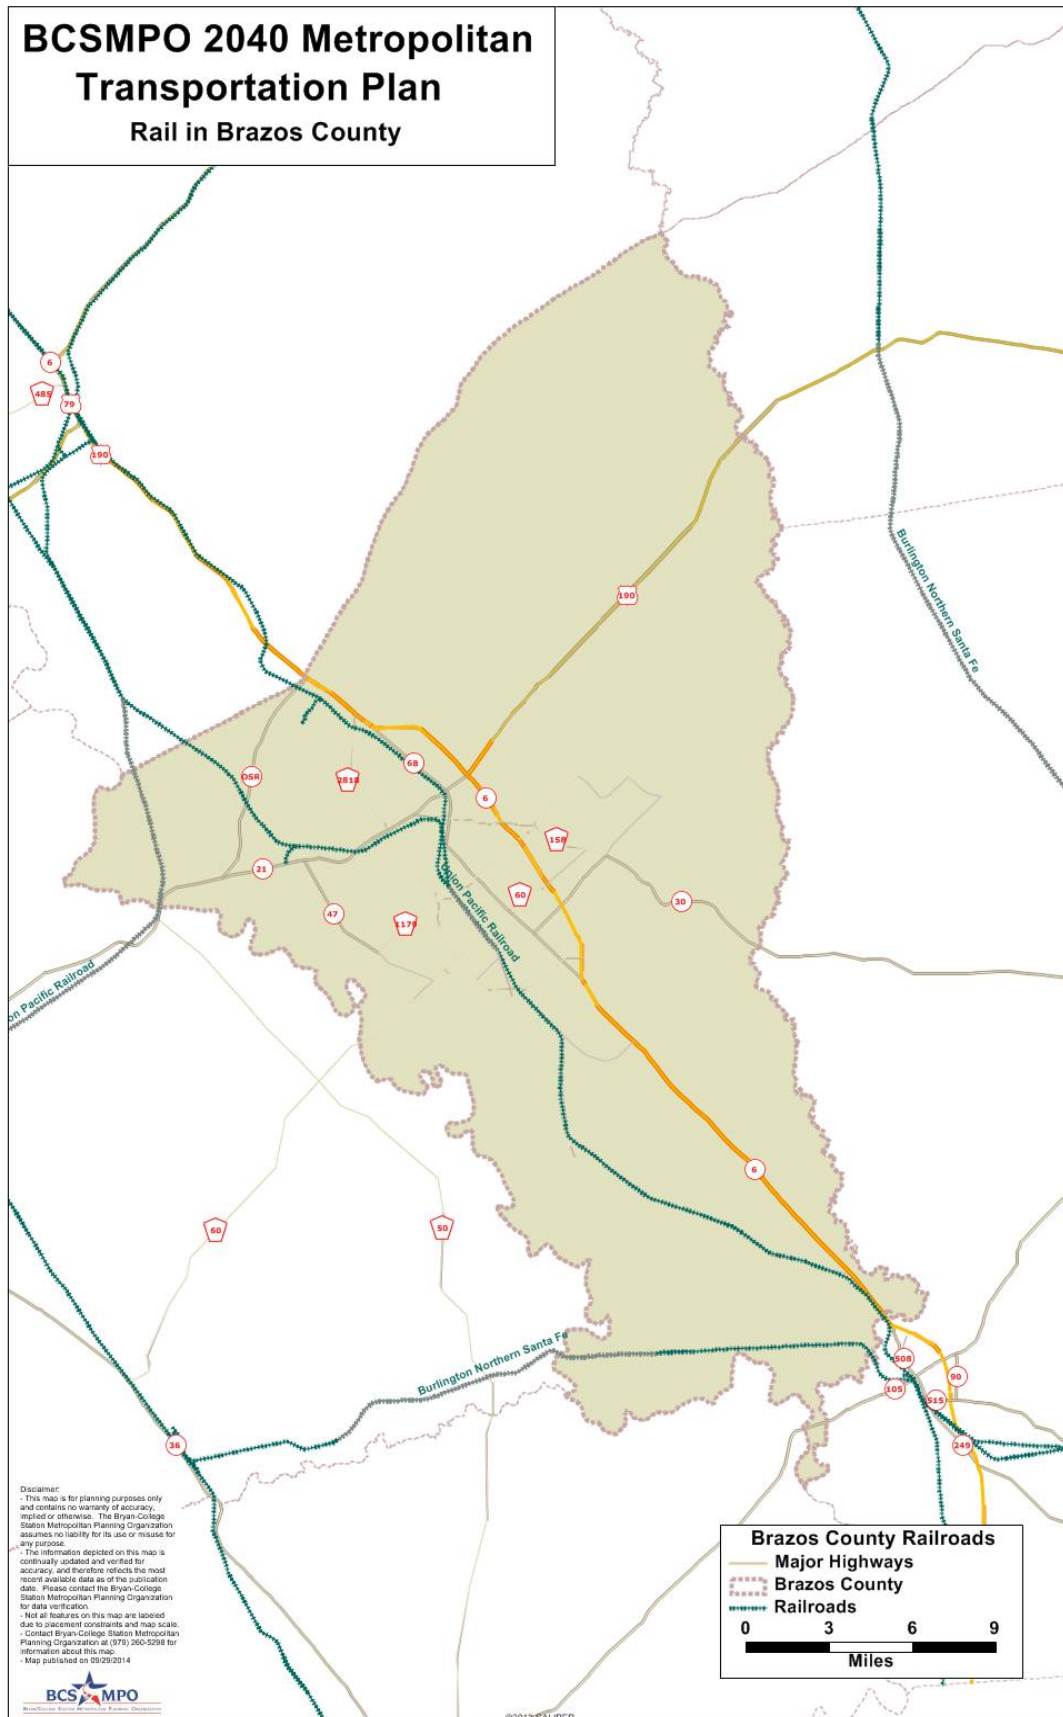 BCSMPO 2040 Metropolitan
Transportation Plan
Rail in Brazos County
6
485
79
190
190
Burlington Northern Santa Fe
OSR
2818
6B
6
158
21
Union Pacific Railroad
60
30
47
1179
on Pacific Railroad
6
60
50
Burlington Northern Santa Fe
508
90
105
515
36
249
Disclaimer:
- This map is for planning purposes only
and contains no warranty of accuracy,
implied or otherwise. The Bryan-College
Station Metropolitan Planning Organization
assumes no liability for its use or misuse for
any purpose.
- The information depicted on this map is
continually updated and verified for
accuracy, and therefore reflects the most
recent available data as of the publication
date. Please contact the Bryan-College
Station Metropolitan Planning Organization
for data verification.
- Not all features on this map are labeled
due to placement constraints and map scale.
- Contact Bryan-College Station Metropolitan
Planning Organization at (979) 260-5298 for
information about this map.
- Map published on 09/29/2014
BCS MPO
Bryan/College Station Metropolitan Planning Organization
Brazos County Railroads
Major Highways
Brazos County
Railroads
0 3 6 9
Miles